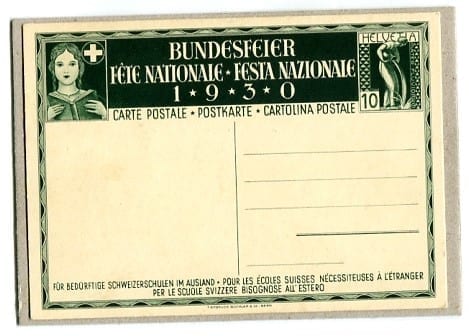 BUNDESFEIER
FÊTE NATIONALE • FESTA NAZIONALE
1 • 9 • 3 • 0
HELVETIA
10
CARTE POSTALE • POSTKARTE • CARTOLINA POSTALE
FÜR BEDÜRFTIGE SCHWEIZERSCHULEN IM AUSLAND • POUR LES ÉCOLES SUISSES NÉCESSITEUSES À L'ÉTRANGER
PER LE SCUOLE SVIZZERE BISOGNOSE ALL'ESTERO